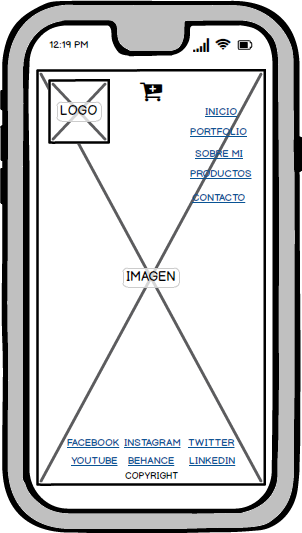 12:19 PM
LOGO
INICIO
PORTFOLIO
SOBRE MI
PRODUCTOS
CONTACTO
IMAGEN
FACEBOOK INSTAGRAM TWITTER
YOUTUBE BEHANCE LINKEDIN
COPYRIGHT